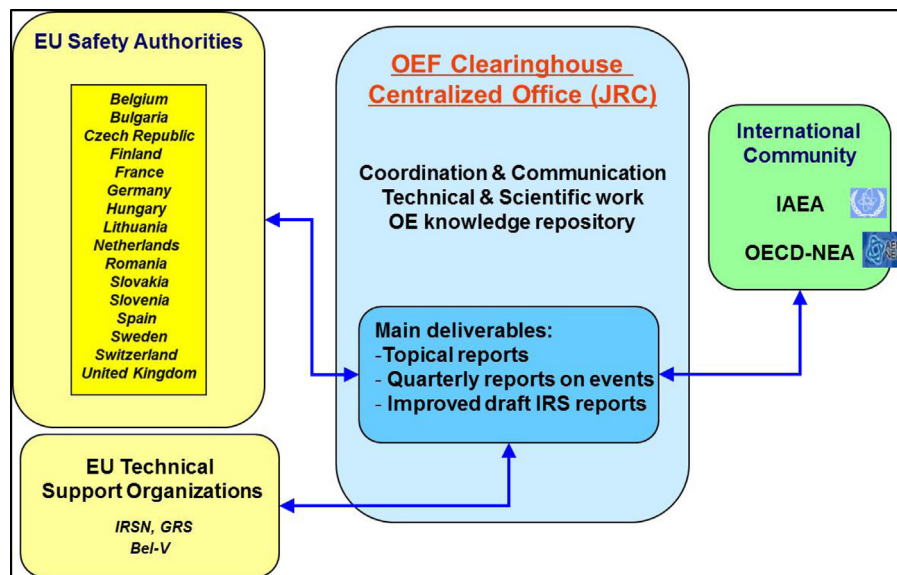 EU Safety Authorities
Belgium
Bulgaria
Czech Republic
Finland
France
Germany
Hungary
Lithuania
Netherlands
Romania
Slovakia
Slovenia
Spain
Sweden
Switzerland
United Kingdom
EU Technical
Support Organizations
IRSN, GRS
Bel-V
OEF Clearinghouse
Centralized Office (JRC)
Coordination & Communication
Technical & Scientific work
OE knowledge repository
Main deliverables:
-Topical reports
- Quarterly reports on events
- Improved draft IRS reports
International
Community
IAEA
OECD-NEA